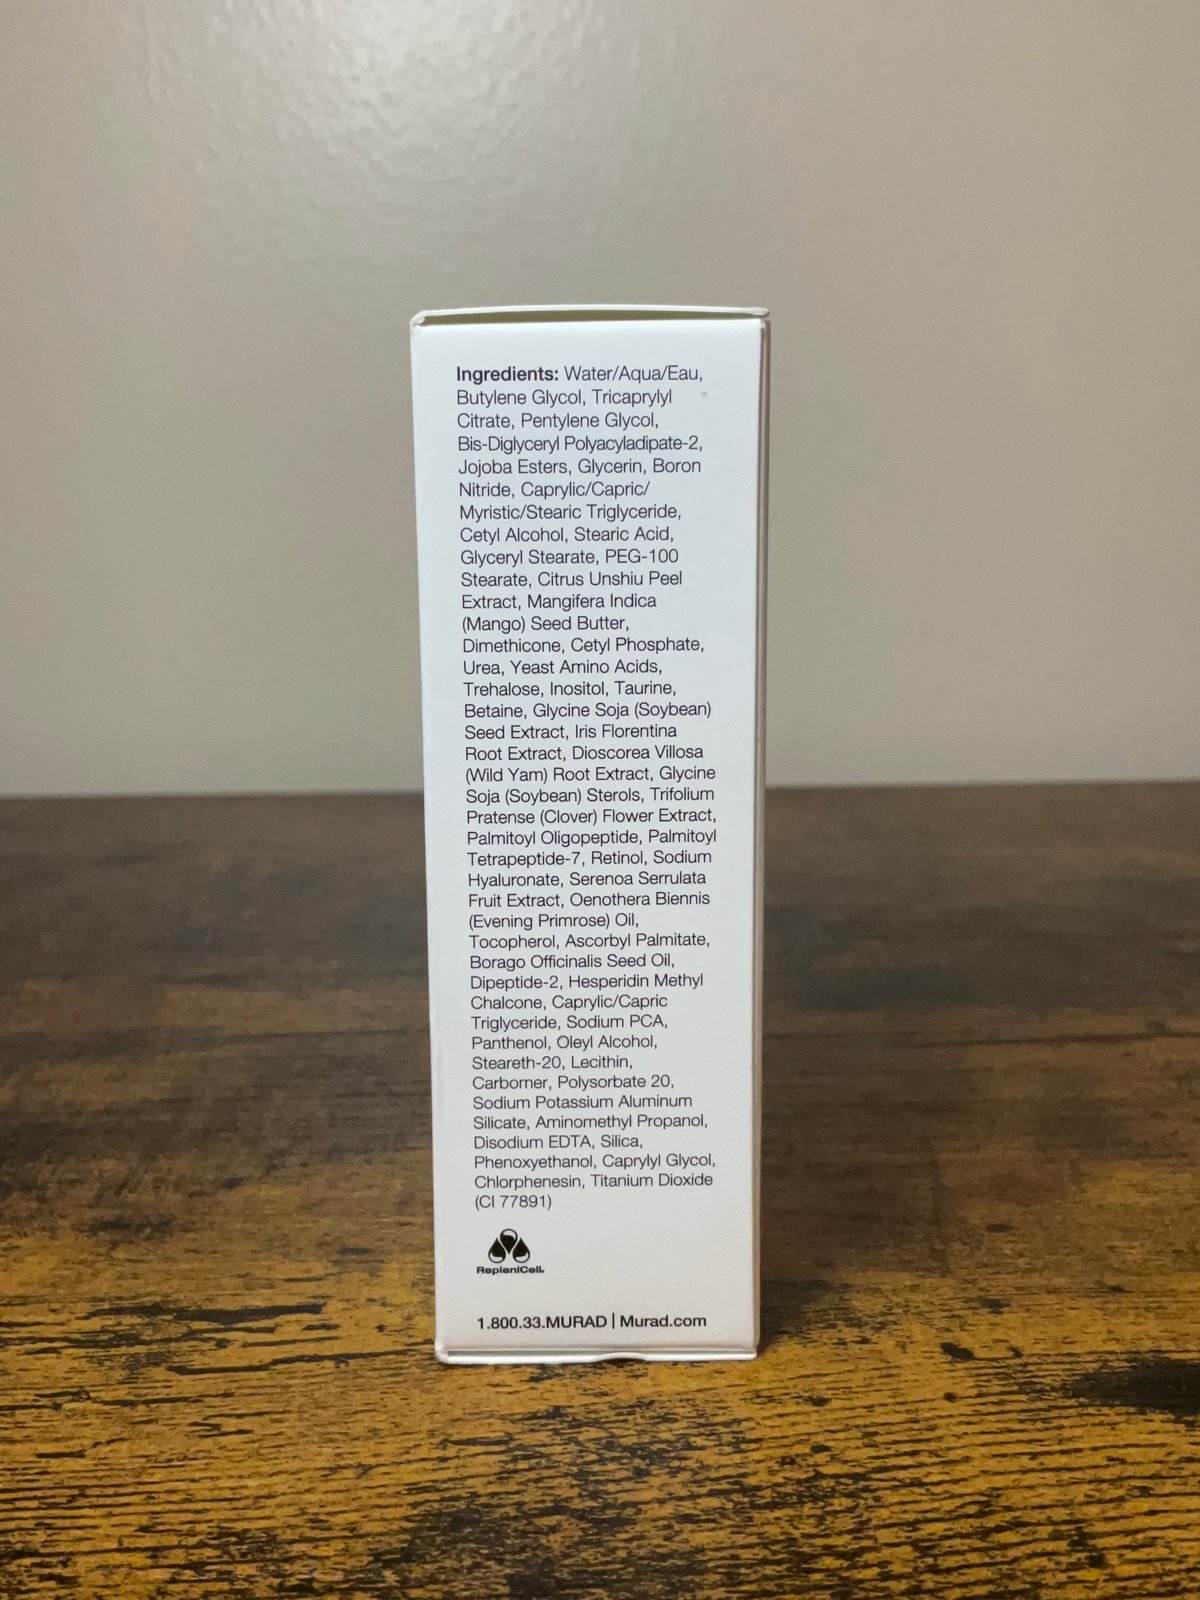 Ingredients: Water/Aqua/Eau,
Butylene Glycol, Tricaprylyl
Citrate, Pentylene Glycol,
Bis-Diglyceryl Polyacyladipate-2,
Jojoba Esters, Glycerin, Boron
Nitride, Caprylic/Capric/
Myristic/Stearic Triglyceride,
Cetyl Alcohol, Stearic Acid,
Glyceryl Stearate, PEG-100
Stearate, Citrus Unshiu Peel
Extract, Mangifera Indica
(Mango) Seed Butter,
Dimethicone, Cetyl Phosphate,
Urea, Yeast Amino Acids,
Trehalose, Inositol, Taurine,
Betaine, Glycine Soja (Soybean)
Seed Extract, Iris Florentina
Root Extract, Dioscorea Villosa
(Wild Yam) Root Extract, Glycine
Soja (Soybean) Sterols, Trifolium
Pratense (Clover) Flower Extract,
Palmitoyl Oligopeptide, Palmitoyl
Tetrapeptide-7, Retinol, Sodium
Hyaluronate, Serenoa Serrulata
Fruit Extract, Oenothera Biennis
(Evening Primrose) Oil,
Tocopherol, Ascorbyl Palmitate,
Borago Officinalis Seed Oil,
Dipeptide-2, Hesperidin Methyl
Chalcone, Caprylic/Capric
Triglyceride, Sodium PCA,
Panthenol, Oleyl Alcohol,
Steareth-20, Lecithin,
Carbomer, Polysorbate 20,
Sodium Potassium Aluminum
Silicate, Aminomethyl Propanol,
Disodium EDTA, Silica,
Phenoxyethanol, Caprylyl Glycol,
Chlorphenesin, Titanium Dioxide
(CI 77891)
RepleniCell.
1.800.33.MURAD | Murad.com